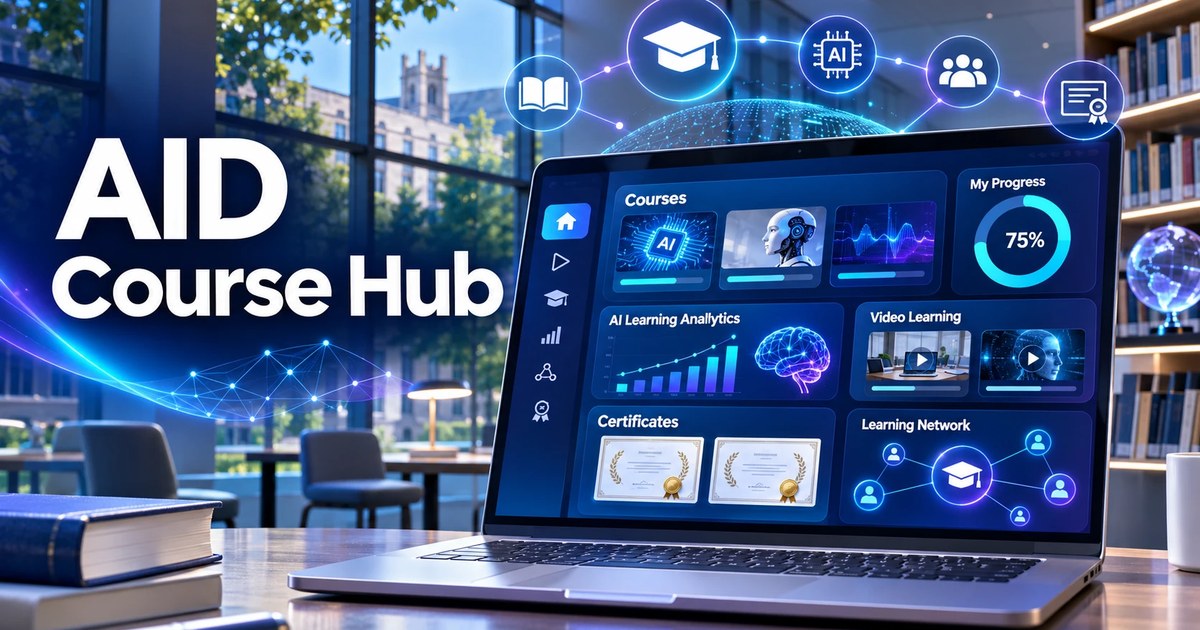 AID
Course Hub
AI
Courses
AI
My Progress
75%
AI Learning Analytics
Video Learning
Certificates
Learning Network